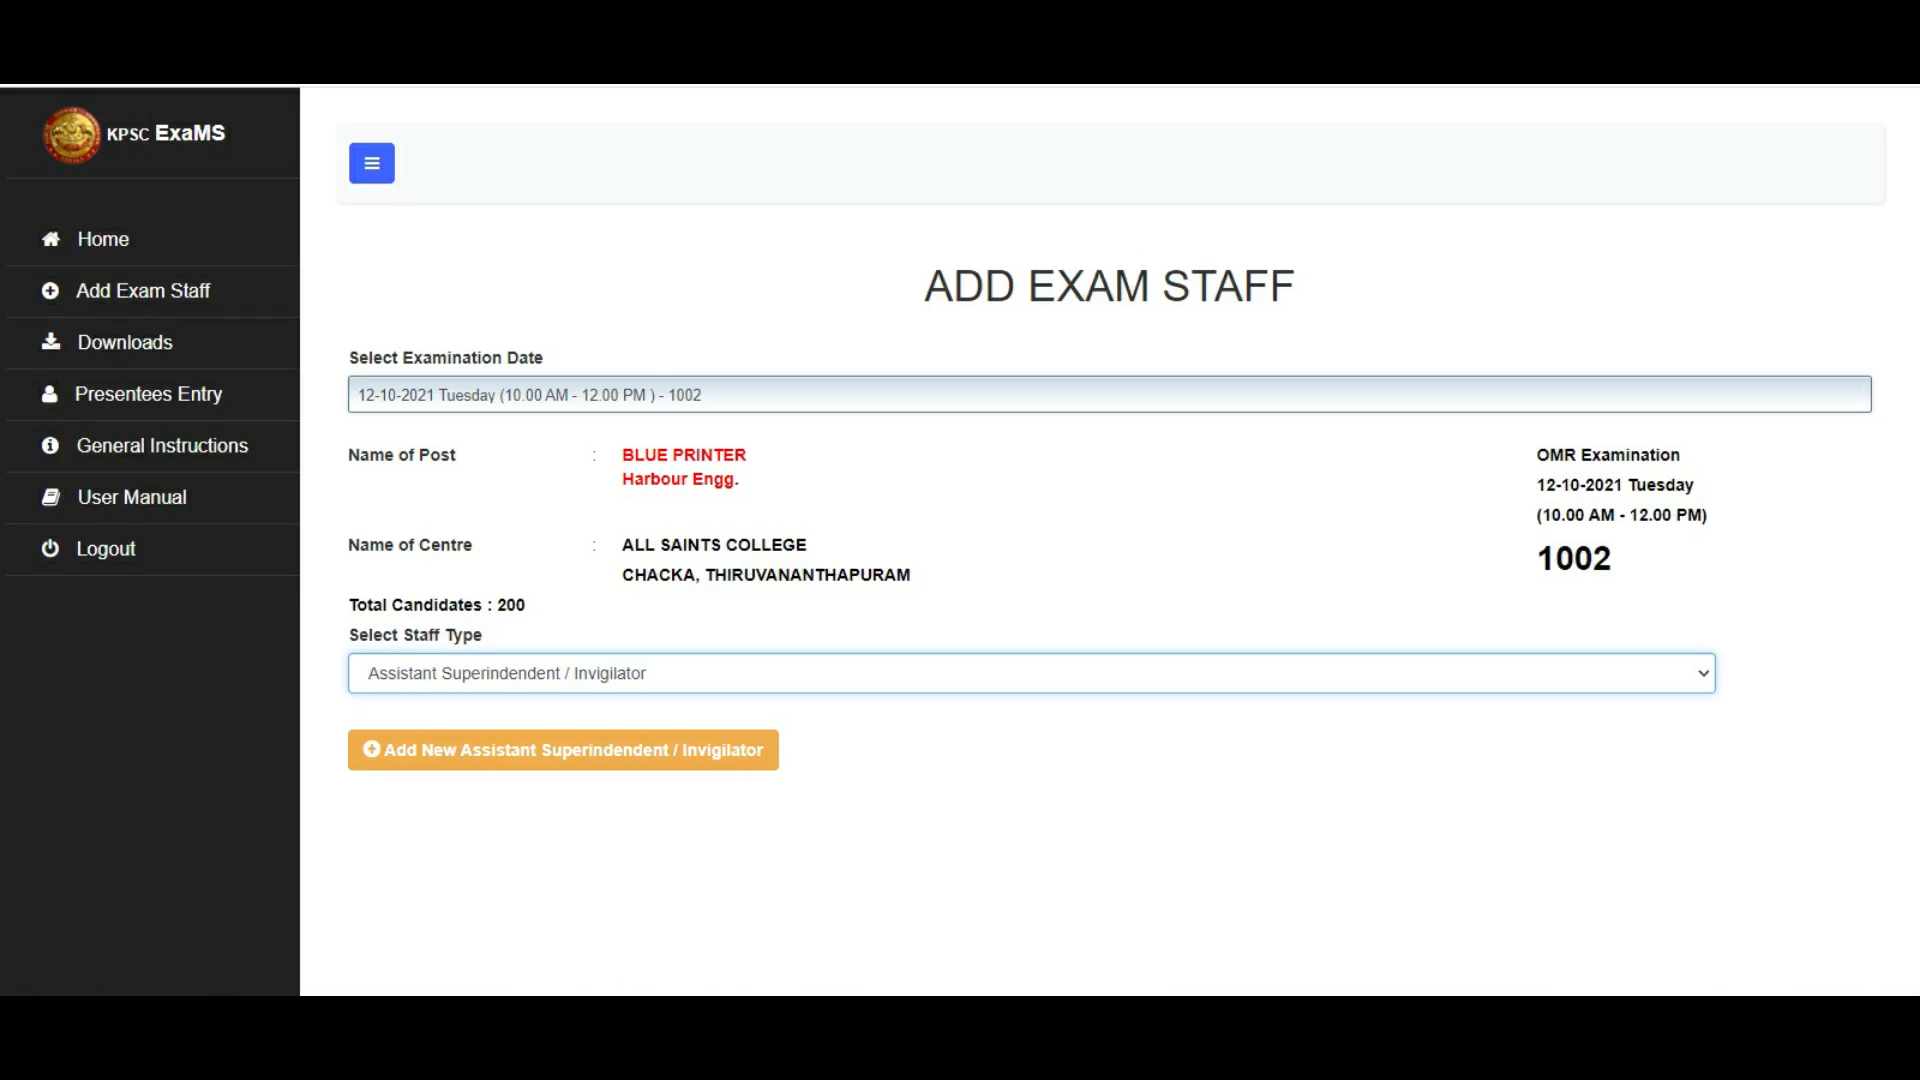 KPSC ExaMS
Home
Add Exam Staff
Downloads
Presentees Entry
General Instructions
User Manual
Logout
ADD EXAM STAFF
Select Examination Date
12-10-2021 Tuesday (10.00 AM - 12.00 PM ) - 1002
Name of Post : BLUE PRINTER
Harbour Engg.
OMR Examination
12-10-2021 Tuesday
(10.00 AM - 12.00 PM)
1002
Name of Centre : ALL SAINTS COLLEGE
CHACKA, THIRUVANANTHAPURAM
Total Candidates : 200
Select Staff Type
Assistant Superindendent / Invigilator
Add New Assistant Superindendent / Invigilator